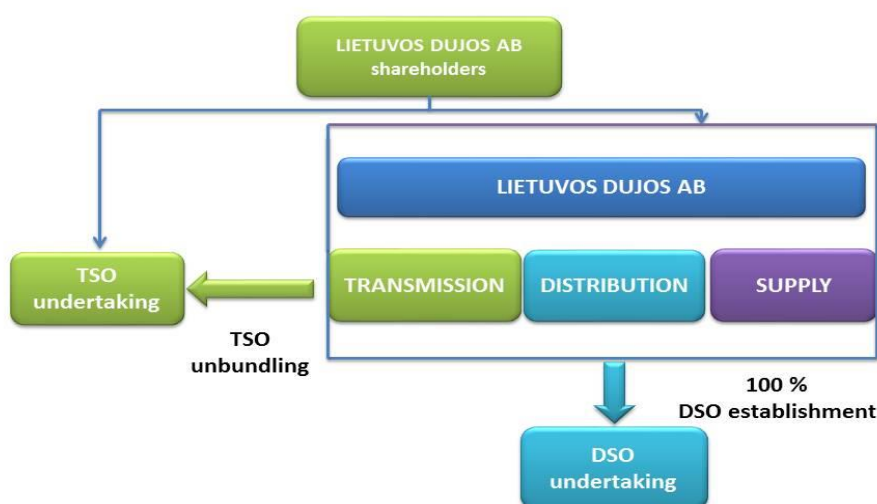 LIETUVOS DUJOS AB
shareholders
LIETUVOS DUJOS AB
TSO
undertaking
TRANSMISSION
DISTRIBUTION
SUPPLY
TSO
unbundling
100 %
DSO establishment
DSO
undertaking